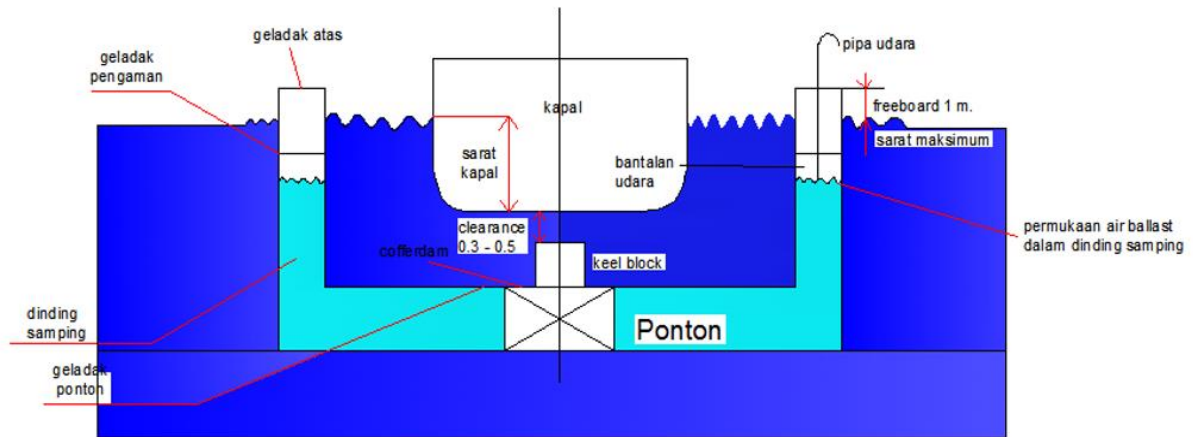 geladak atas
geladak
pengaman
pipa udara
kapal
freeboard 1 m.
sarat maksimum
sarat
kapal
bantalan
udara
clearance
0.3 - 0.5
cofferdam
keel block
permukaan air ballast
dalam dinding samping
dinding
samping
Ponton
geladak
ponton